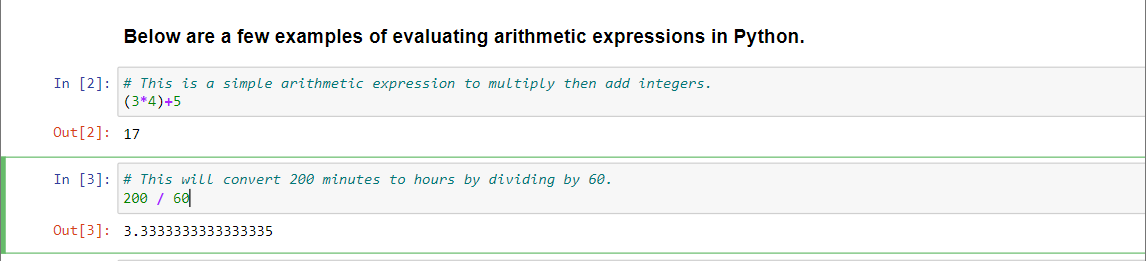 Below are a few examples of evaluating arithmetic expressions in Python.
In [2]: # This is a simple arithmetic expression to multiply then add integers.
(3*4)+5
Out[2]: 17
In [3]: # This will convert 200 minutes to hours by dividing by 60.
200 / 60
Out[3]: 3.3333333333333335